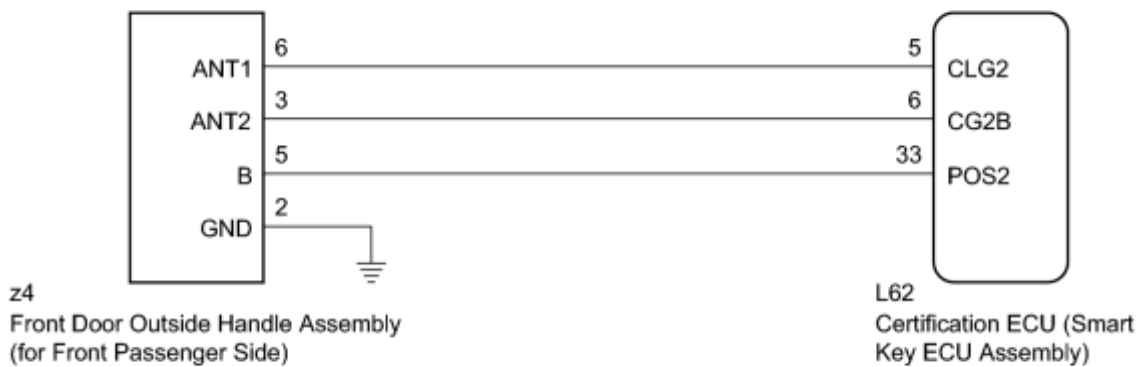 6 5
ANT1 CLG2
3 6
ANT2 CG2B
5 33
B POS2
2
GND
z4
Front Door Outside Handle Assembly
(for Front Passenger Side)
L62
Certification ECU (Smart
Key ECU Assembly)